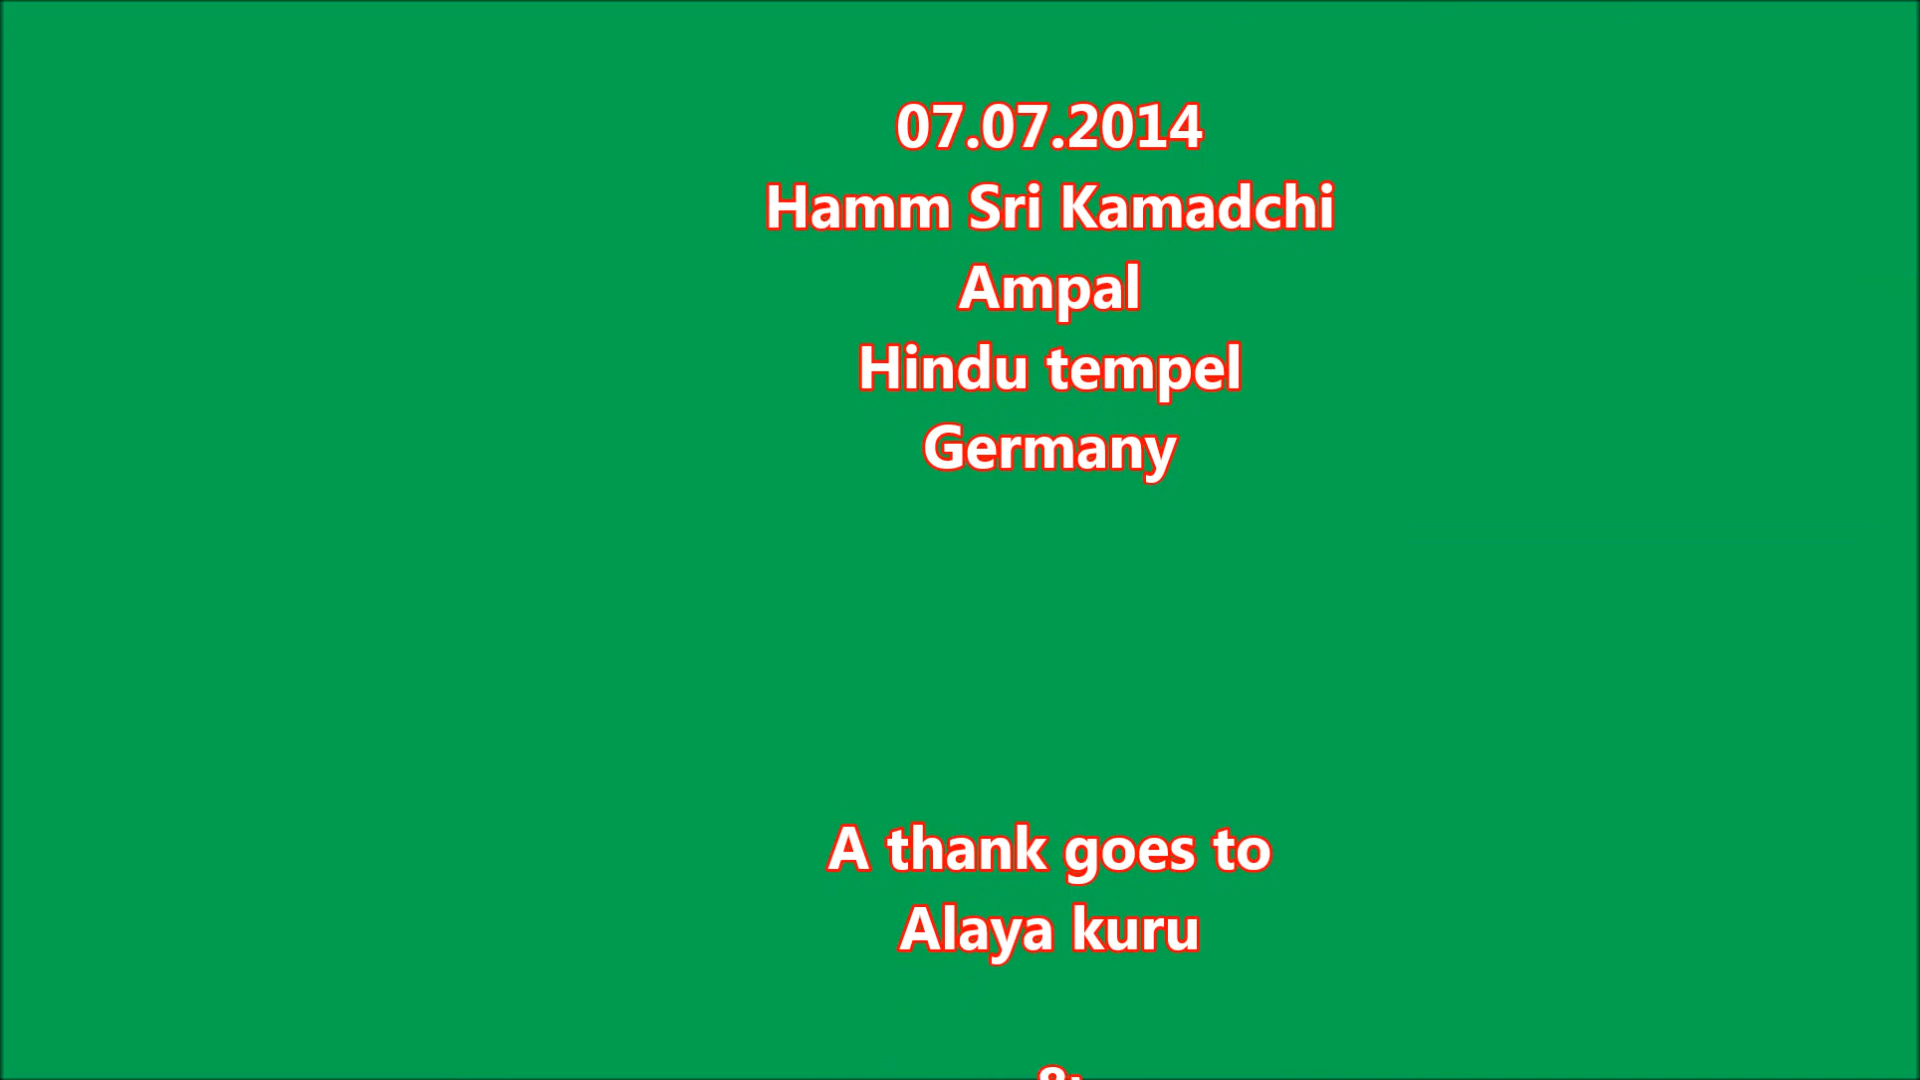 07.07.2014
Hamm Sri Kamadchi
Ampal
Hindu tempel
Germany
A thank goes to
Alaya kuru
&